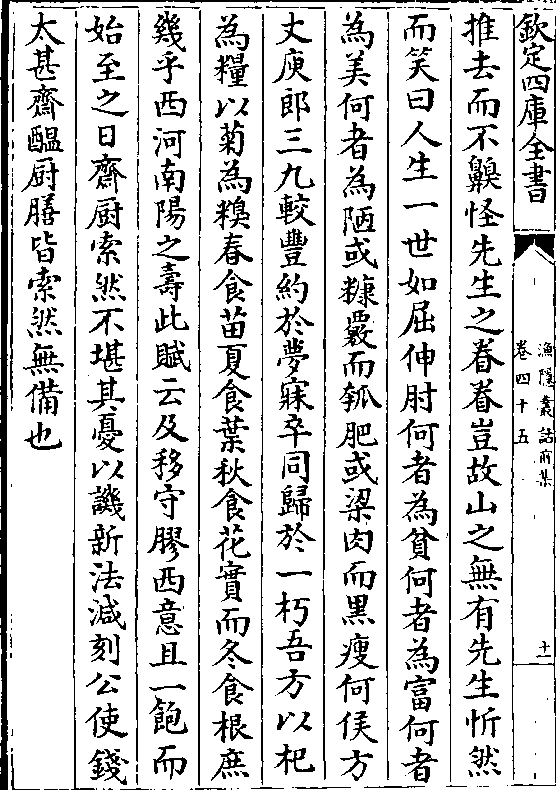 欽定四庫全書
漁隱叢話前集
卷四十五
十一
推去而不齅怪先生之眷眷豈故山之無有先生忻然
而笑曰人生一世如屈伸肘何者為貧何者為富何者
為美何者為陋或糠覈而瓠肥或粱肉而黑瘦何侯方
丈庾郎三九較豐約於夢寐卒同歸於一朽吾方以杞
為糧以菊為糗春食苗夏食葉秋食花實而冬食根庶
幾乎西河南陽之壽此賦云及移守膠西意且一飽而
始至之日齋厨索然不堪其憂以譏新法減刻公使錢
太甚齋醖厨膳皆索然無備也